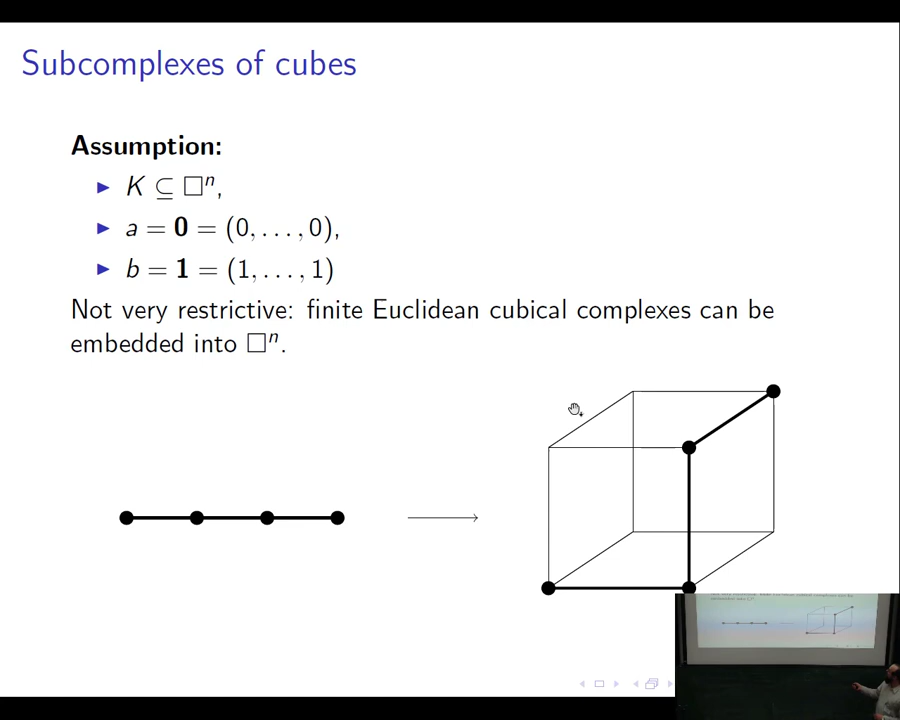 Subcomplexes of cubes
Assumption:
▶ K ⊆ □ⁿ,
▶ a = 0 = (0, . . . , 0),
▶ b = 1 = (1, . . . , 1)
Not very restrictive: finite Euclidean cubical complexes can be
embedded into □ⁿ.